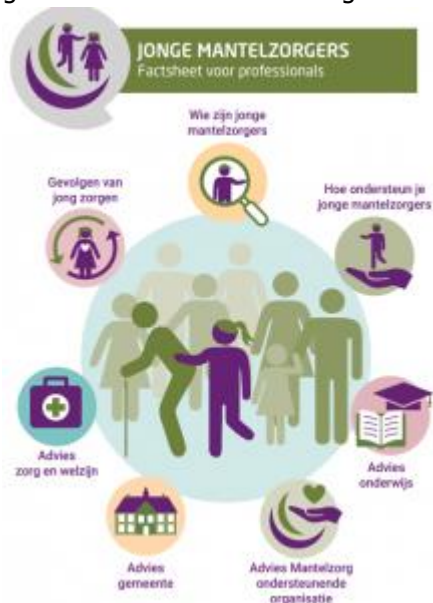 JONGE MANTELZORGERS
Factsheet voor professionals
Wie zijn jonge
mantelzorgers
Gevolgen van
jong zorgen
Hoe ondersteun je
jonge mantelzorgers
Advies
zorg en welzijn
Advies
onderwijs
Advies
gemeente
Advies Mantelzorg
ondersteunende
organisatie